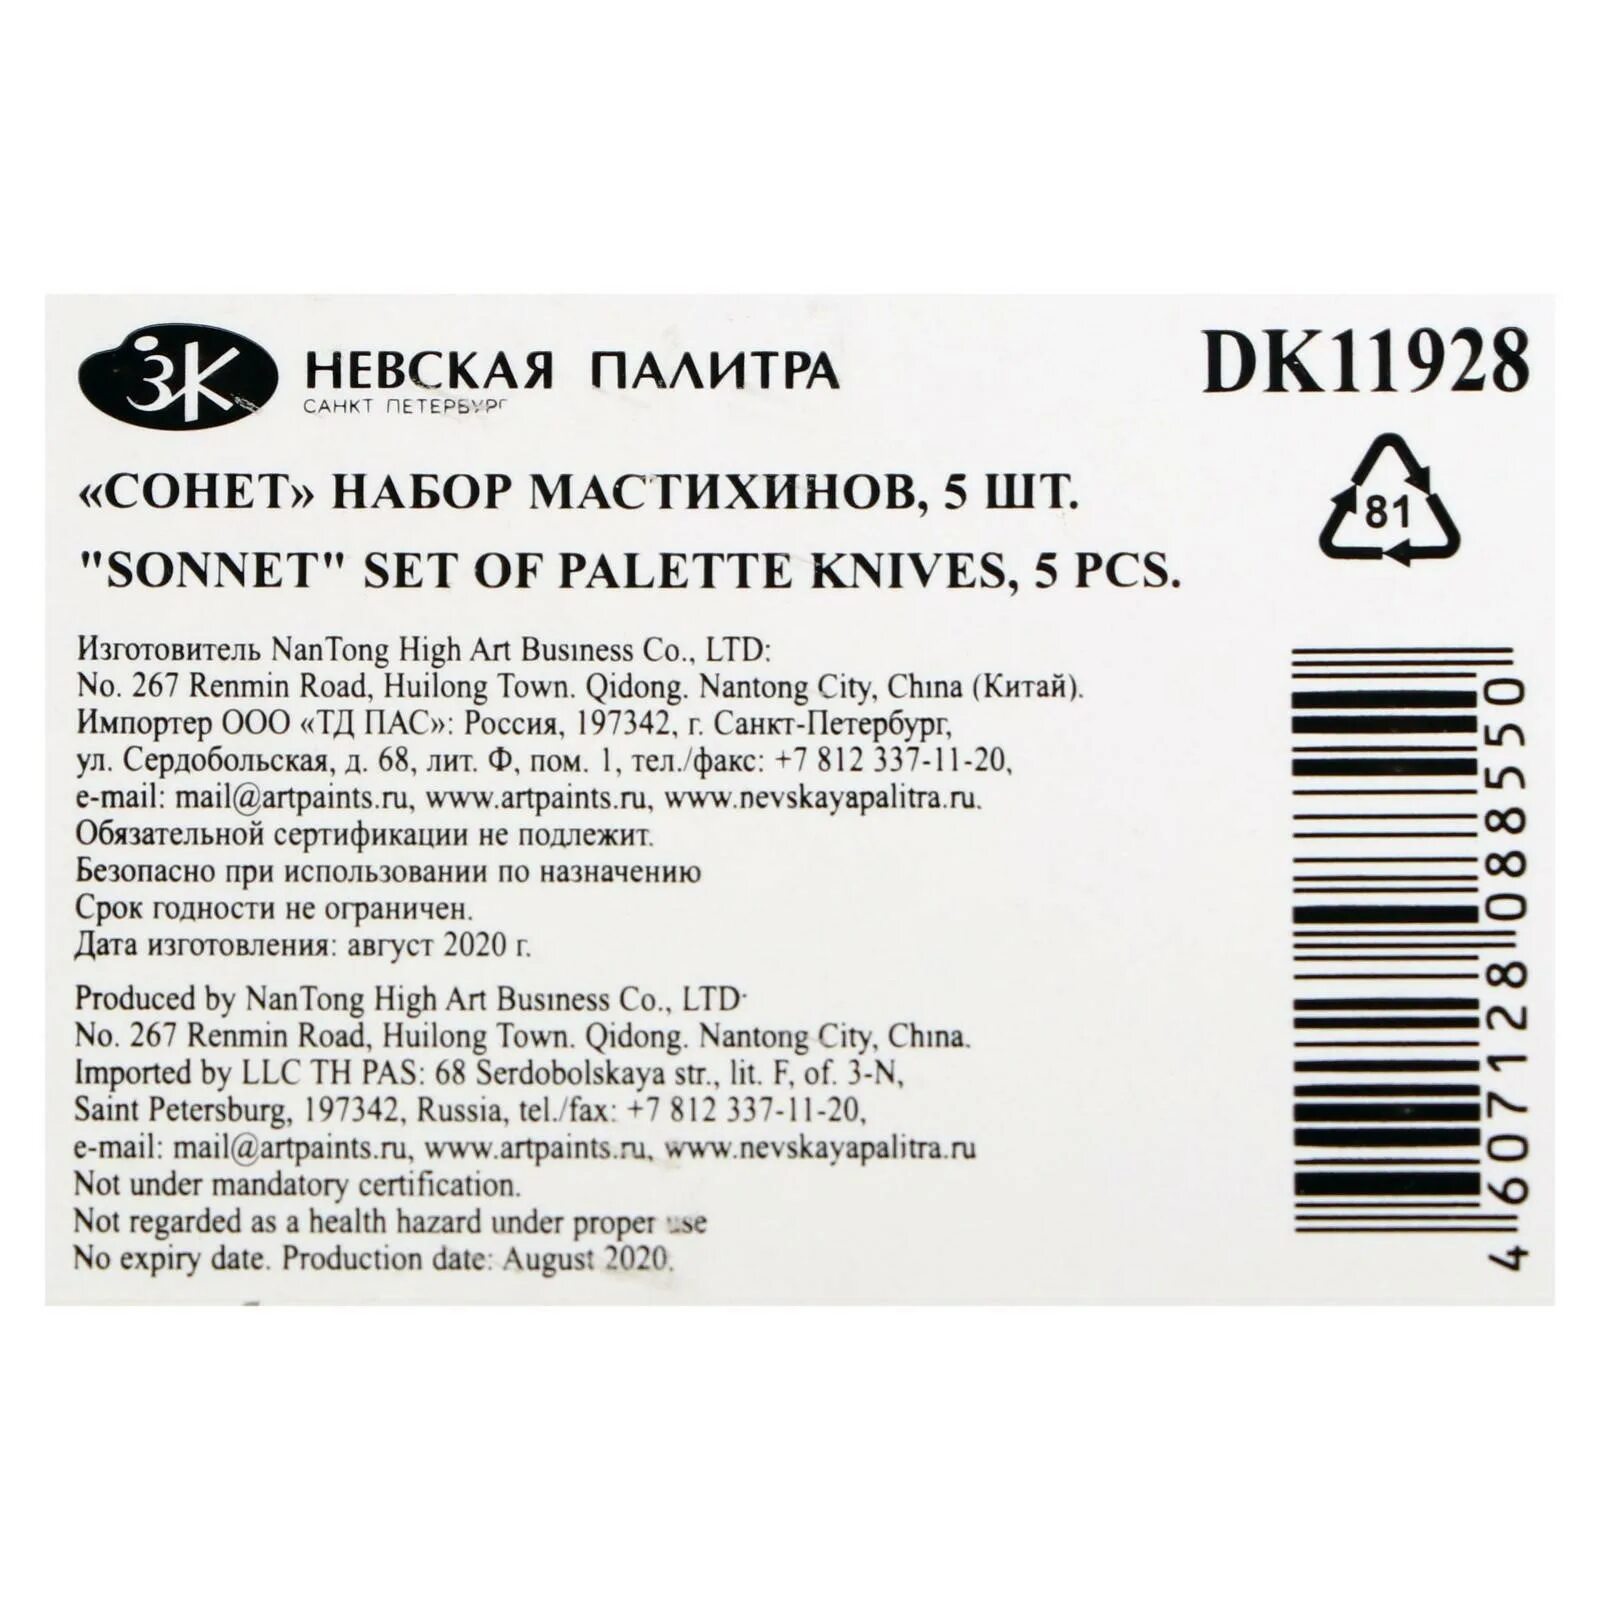 ЗК НЕВСКАЯ ПАЛИТРА
САНКТ ПЕТЕРБУРГ
DK11928
«СОНЕТ» НАБОР МАСТИХИНОВ, 5 ШТ.
81
"SONNET" SET OF PALETTE KNIVES, 5 PCS.
Изготовитель NanTong High Art Business Co., LTD:
No. 267 Renmin Road, Huilong Town. Qidong. Nantong City, China (Китай).
Импортер ООО «ТД ПАС»: Россия, 197342, г. Санкт-Петербург,
ул. Сердобольская, д. 68, лит. Ф, пом. 1, тел./факс: +7 812 337-11-20,
e-mail: mail@artpaints.ru, www.artpaints.ru, www.nevskayapalitra.ru.
Обязательной сертификации не подлежит.
Безопасно при использовании по назначению
Срок годности не ограничен.
Дата изготовления: август 2020 г.
Produced by NanTong High Art Business Co., LTD:
No. 267 Renmin Road, Huilong Town. Qidong. Nantong City, China.
Imported by LLC TH PAS: 68 Serdobolskaya str., lit. F, of. 3-N,
Saint Petersburg, 197342, Russia, tel./fax: +7 812 337-11-20,
e-mail: mail@artpaints.ru, www.artpaints.ru, www.nevskayapalitra.ru
Not under mandatory certification.
Not regarded as a health hazard under proper use
No expiry date. Production date: August 2020.
4 607128 088550